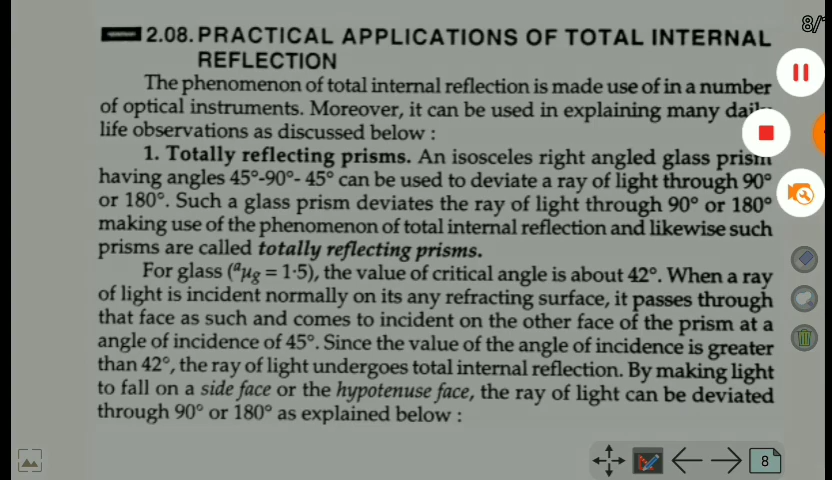 8/
2.08. PRACTICAL APPLICATIONS OF TOTAL INTERNAL
REFLECTION
The phenomenon of total internal reflection is made use of in a number
of optical instruments. Moreover, it can be used in explaining many daily
life observations as discussed below :
1. Totally reflecting prisms. An isosceles right angled glass prism
having angles 45°-90°- 45° can be used to deviate a ray of light through 90°
or 180°. Such a glass prism deviates the ray of light through 90° or 180°
making use of the phenomenon of total internal reflection and likewise such
prisms are called totally reflecting prisms.
For glass (ᵃμg = 1·5), the value of critical angle is about 42°. When a ray
of light is incident normally on its any refracting surface, it passes through
that face as such and comes to incident on the other face of the prism at a
angle of incidence of 45°. Since the value of the angle of incidence is greater
than 42°, the ray of light undergoes total internal reflection. By making light
to fall on a side face or the hypotenuse face, the ray of light can be deviated
through 90° or 180° as explained below :
8